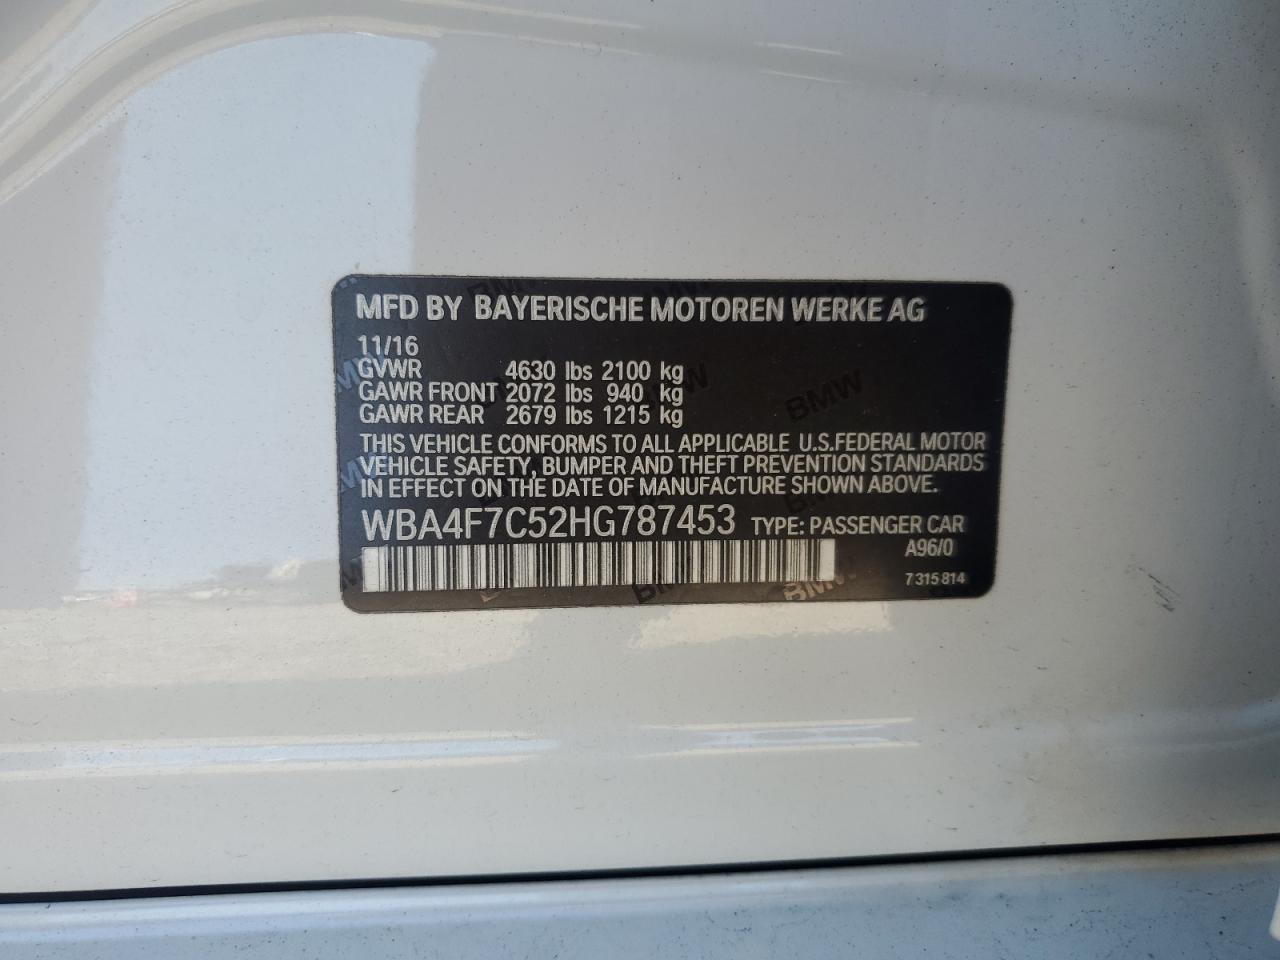 MFD BY BAYERISCHE MOTOREN WERKE AG
11/16
GVWR 4630 lbs 2100 kg
GAWR FRONT 2072 lbs 940 kg
GAWR REAR 2679 lbs 1215 kg
THIS VEHICLE CONFORMS TO ALL APPLICABLE U.S.FEDERAL MOTOR
VEHICLE SAFETY, BUMPER AND THEFT PREVENTION STANDARDS
IN EFFECT ON THE DATE OF MANUFACTURE SHOWN ABOVE.
WBA4F7C52HG787453 TYPE: PASSENGER CAR
A96/0
7 315 814